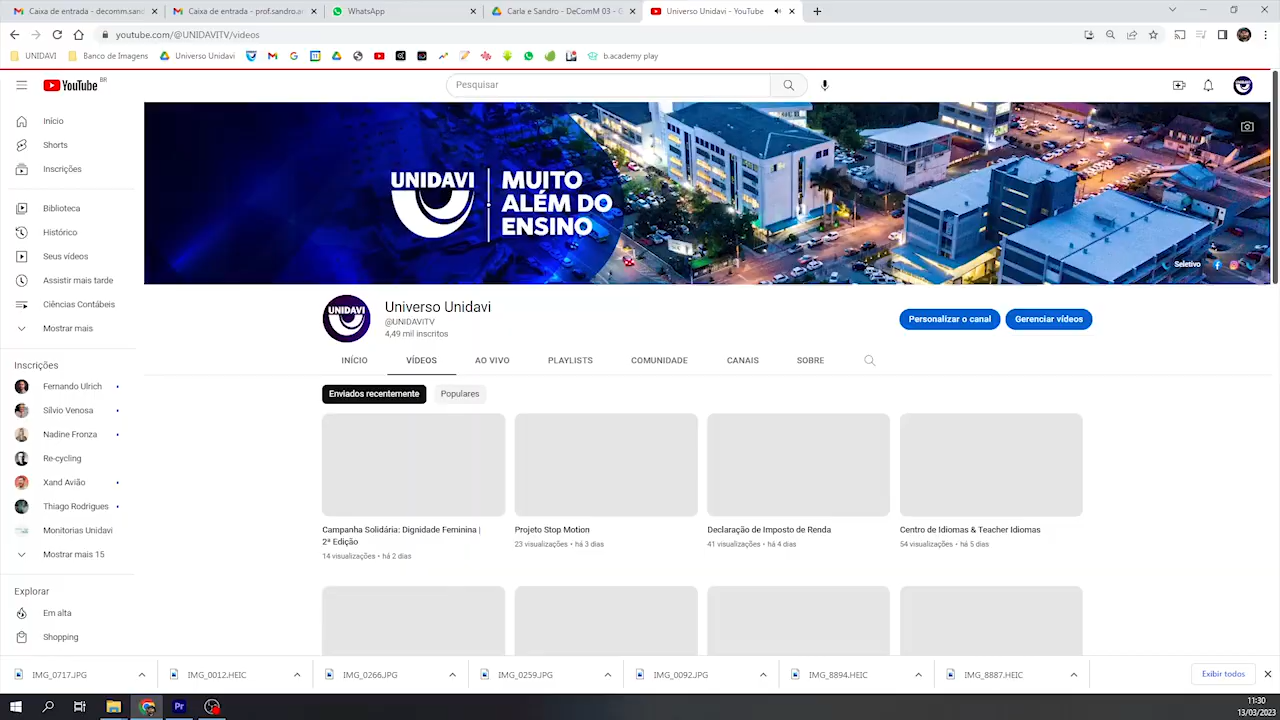 Caixa de entrada - decomm.sand
Caixa de entrada - prof.sandro.ar
WhatsApp
Carla e Sandro - DeComM 03 - G
Universo Unidavi - YouTube
youtube.com/@UNIDAVITV/videos
UNIDAVI
Banco de Imagens
Universo Unidavi
b.academy play
YouTube BR
Pesquisar
Início
Shorts
Inscrições
Biblioteca
Histórico
Seus vídeos
Assistir mais tarde
Ciências Contábeis
Mostrar mais
Inscrições
Fernando Ulrich
Sílvio Venosa
Nadine Fronza
Re-cycling
Xand Avião
Thiago Rodrigues
Monitorias Unidavi
Mostrar mais 15
Explorar
Em alta
Shopping
UNIDAVI
MUITO
ALÉM DO
ENSINO
Seletivo
UNIDAVI
Universo Unidavi
@UNIDAVITV
4,49 mil inscritos
Personalizar o canal
Gerenciar vídeos
INÍCIO
VÍDEOS
AO VIVO
PLAYLISTS
COMUNIDADE
CANAIS
SOBRE
Enviados recentemente
Populares
Campanha Solidária: Dignidade Feminina |
2ª Edição
14 visualizações • há 2 dias
Projeto Stop Motion
23 visualizações • há 3 dias
Declaração de Imposto de Renda
41 visualizações • há 4 dias
Centro de Idiomas & Teacher Idiomas
54 visualizações • há 5 dias
IMG_0717.JPG
IMG_0012.HEIC
IMG_0266.JPG
IMG_0259.JPG
IMG_0092.JPG
IMG_8894.HEIC
IMG_8887.HEIC
Exibir todos
Pr
11:30
13/03/2023